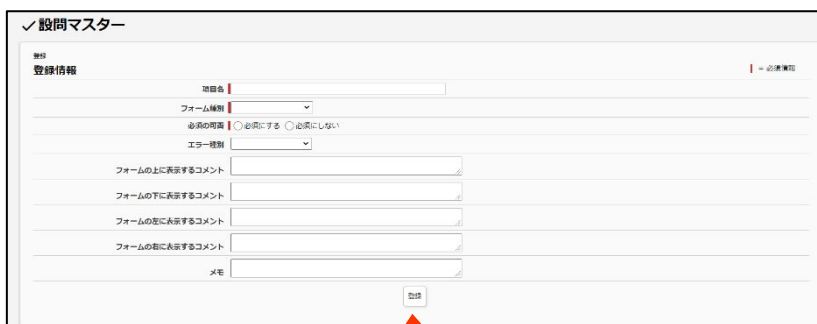 設問マスター
登録
登録情報
= 必須情報
項目名
フォーム種別
必須の可否 必須にする 必須にしない
エラー種別
フォームの上に表示するコメント
フォームの下に表示するコメント
フォームの左に表示するコメント
フォームの右に表示するコメント
メモ
登録